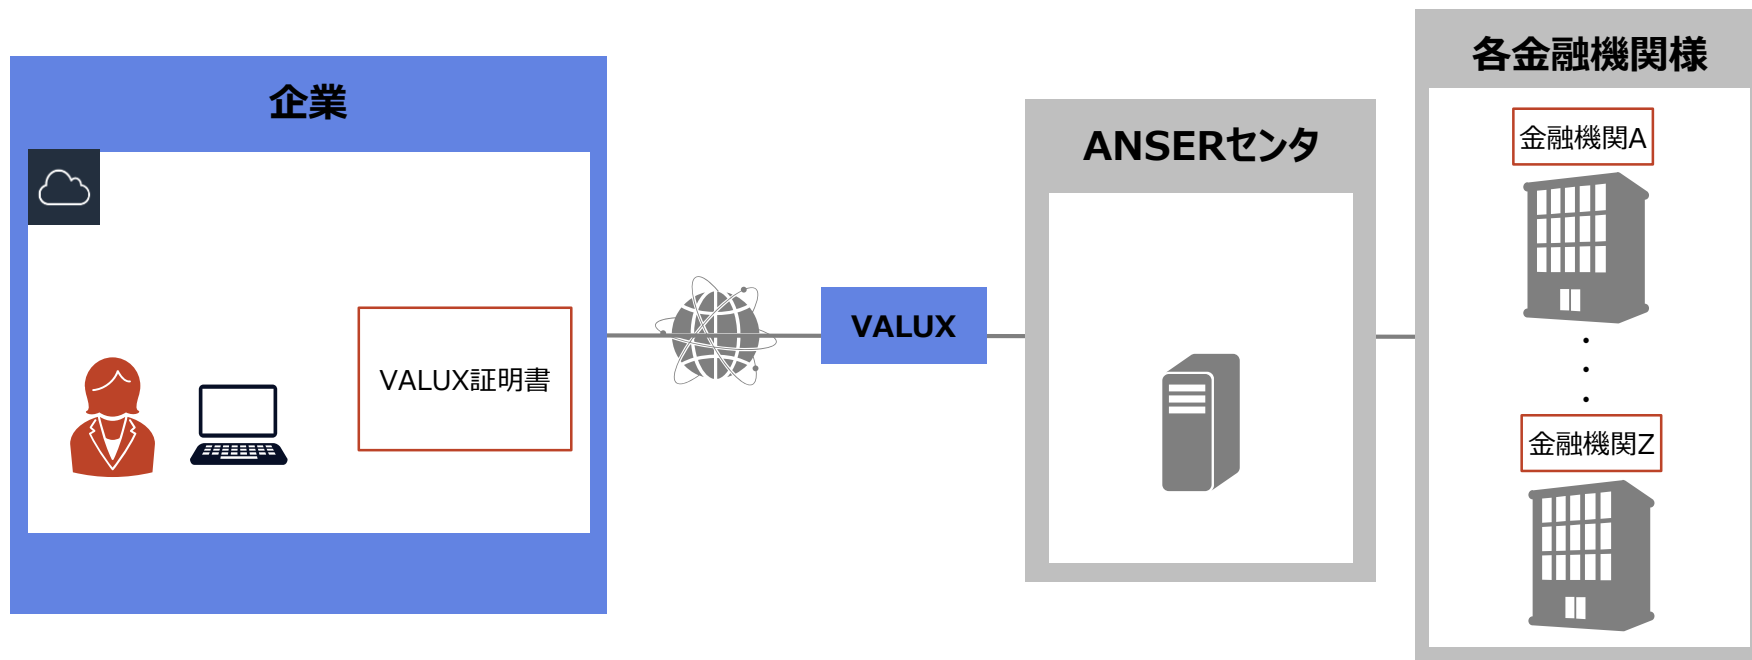 企業
VALUX証明書
VALUX
ANSERセンタ
各金融機関様
金融機関A
・
・
・
金融機関Z